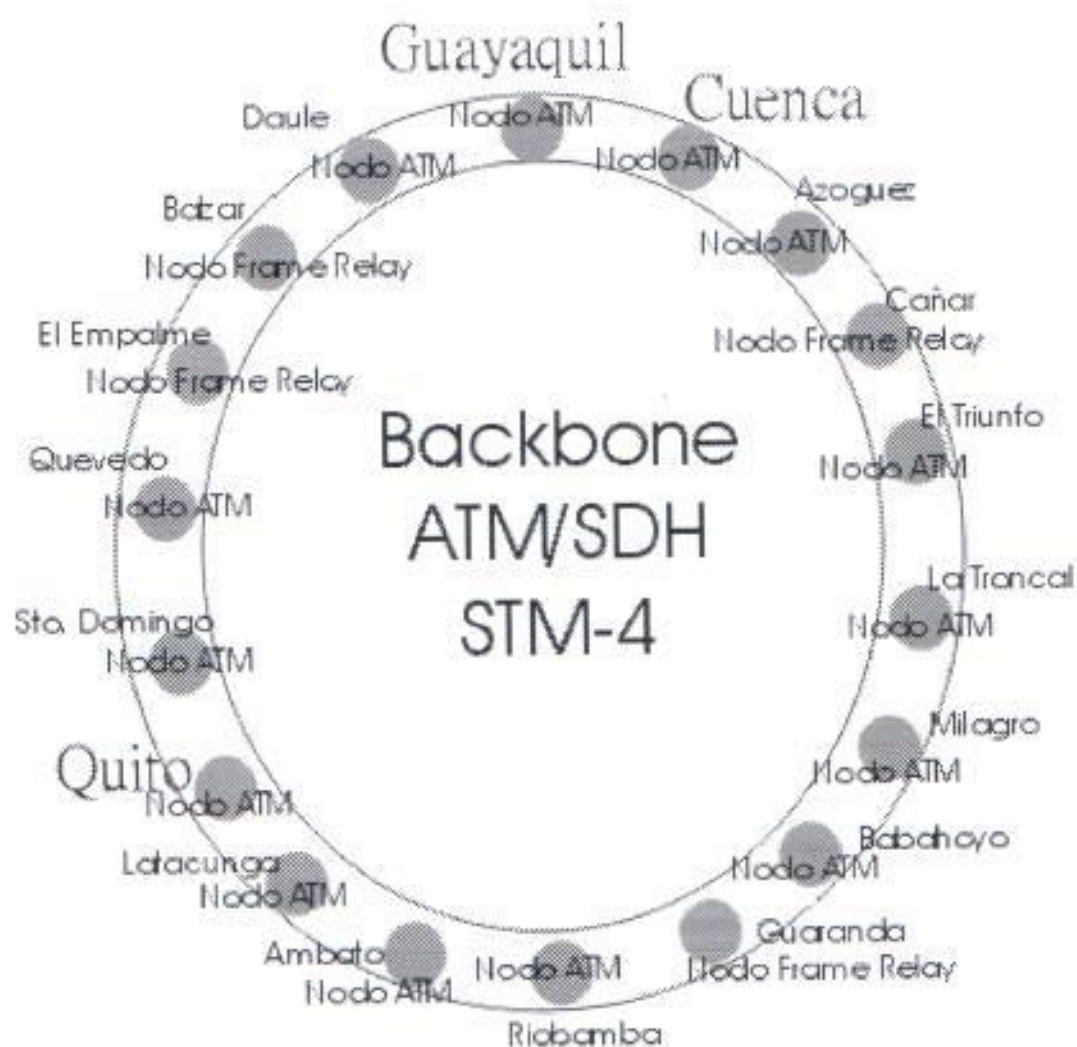 Guayaquil
Nodo ATM
Cuenca
Nodo ATM
Azoguez
Nodo ATM
Cañar
Nodo Frame Relay
El Triunfo
Nodo ATM
La Troncal
Nodo ATM
Milagro
Nodo ATM
Babahoyo
Nodo ATM
Guaranda
Nodo Frame Relay
Riobamba
Nodo ATM
Ambato
Nodo ATM
Latacunga
Nodo ATM
Quito
Nodo ATM
Sto. Domingo
Nodo ATM
Quevedo
Nodo ATM
El Empalme
Nodo Frame Relay
Balzar
Nodo Frame Relay
Daule
Nodo ATM
Backbone
ATM/SDH
STM-4